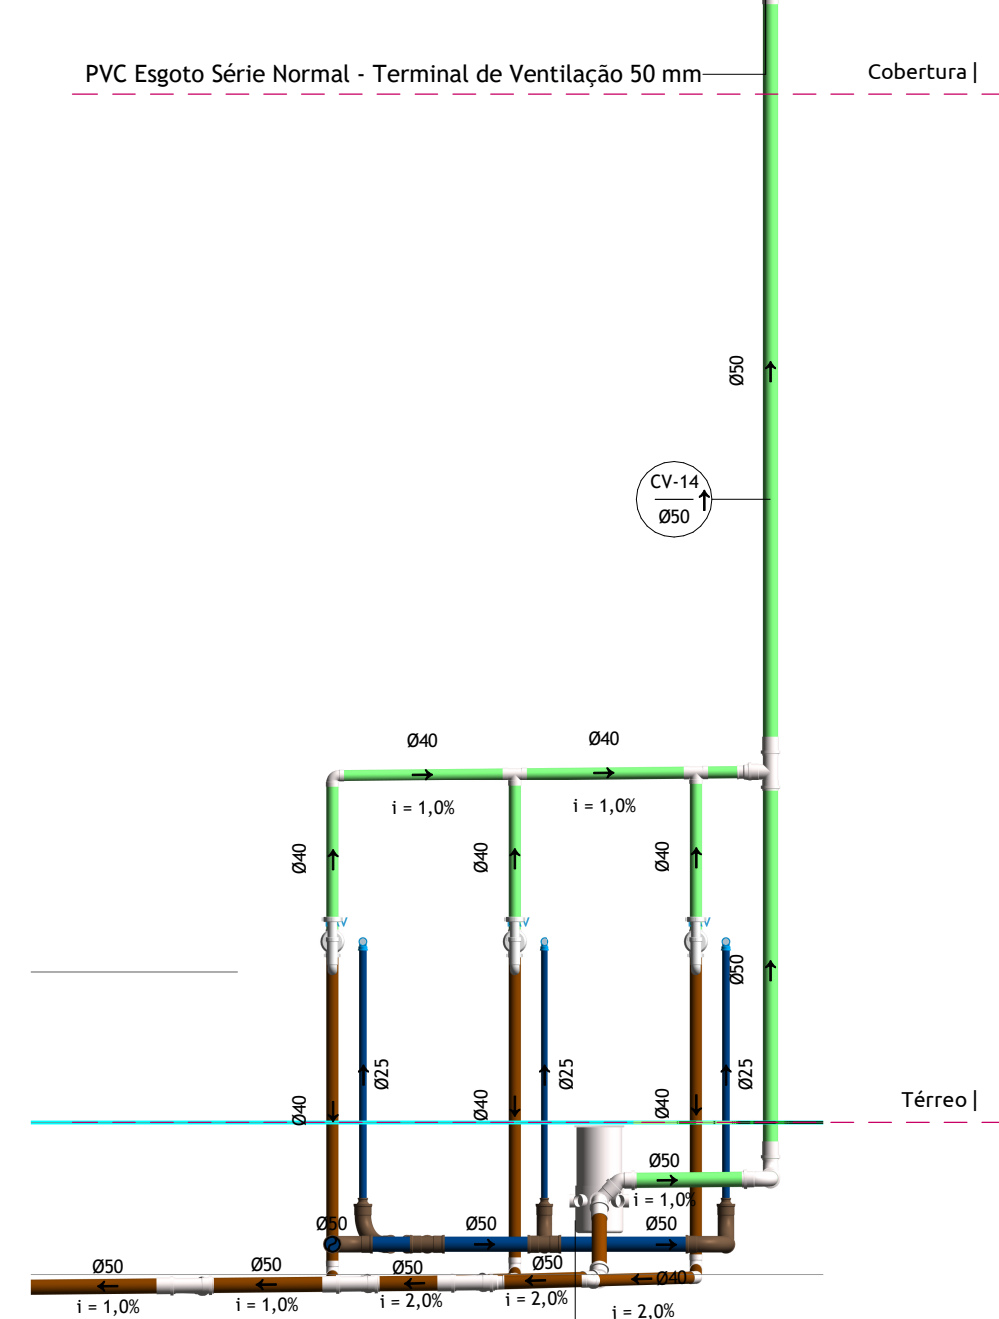 PVC Esgoto Série Normal - Terminal de Ventilação 50 mm
Cobertura
Ø50
CV-14
Ø50
Ø40
Ø40
i = 1,0%
i = 1,0%
Ø40
Ø40
Ø40
Ø50
Ø25
Ø25
Ø25
Ø40
Ø40
Ø40
Térreo
Ø50
i = 1,0%
Ø50
Ø50
Ø50
Ø50
Ø50
Ø50
Ø50
Ø40
i = 1,0%
i = 1,0%
i = 2,0%
i = 2,0%
i = 2,0%